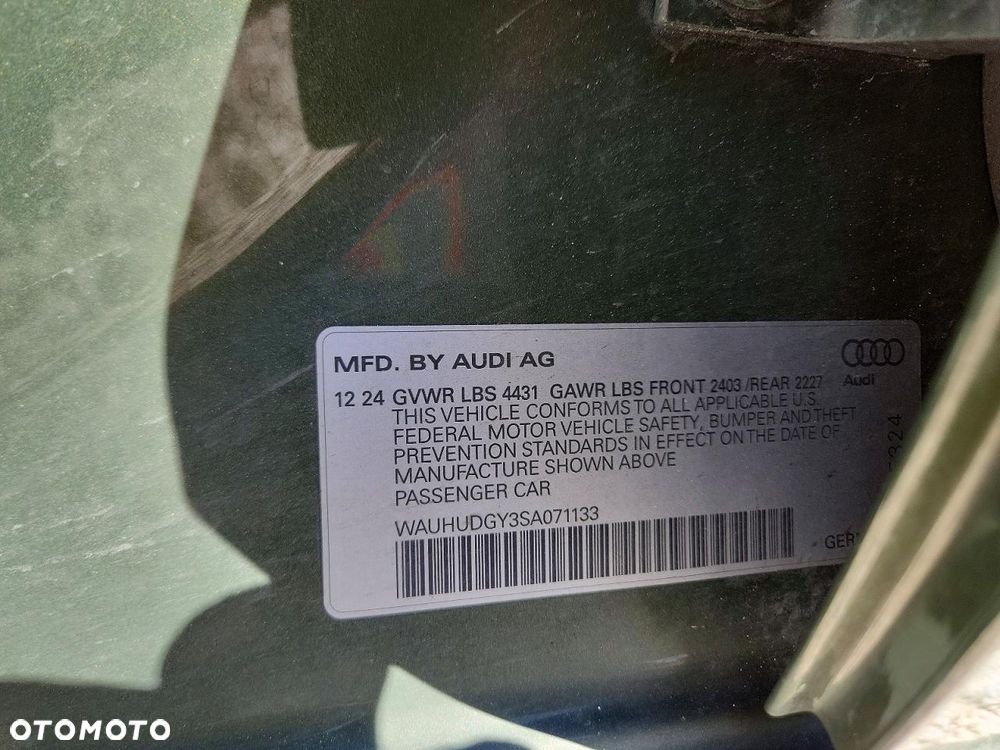 MFD. BY AUDI AG
Audi
12 24 GVWR LBS 4431 GAWR LBS FRONT 2403 /REAR 2227
THIS VEHICLE CONFORMS TO ALL APPLICABLE U.S.
FEDERAL MOTOR VEHICLE SAFETY, BUMPER AND THEFT
PREVENTION STANDARDS IN EFFECT ON THE DATE OF
MANUFACTURE SHOWN ABOVE
PASSENGER CAR
WAUHUDGY3SA071133
GER
OTOMOTO